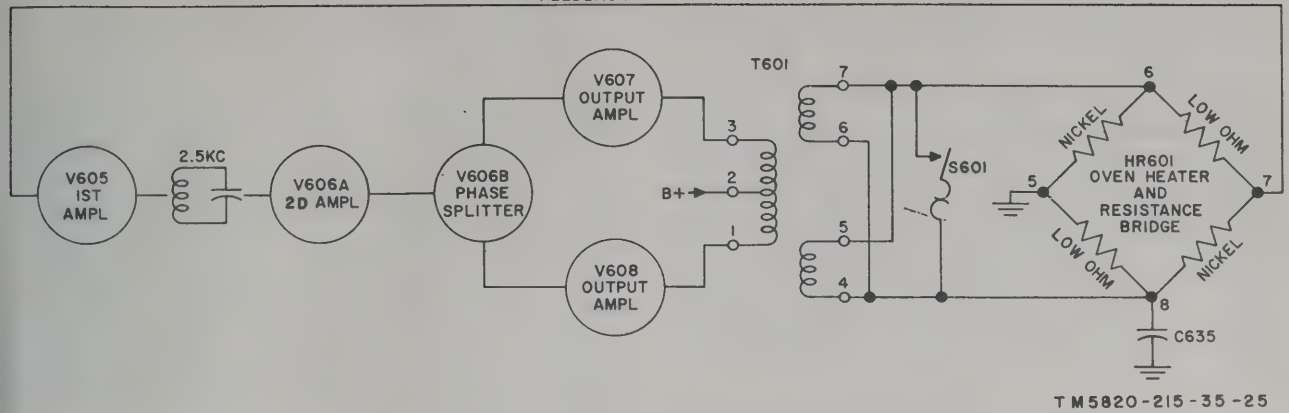 V605
1ST
AMPL
2.5KC
V606A
2D AMPL
V606B
PHASE
SPLITTER
V607
OUTPUT
AMPL
V608
OUTPUT
AMPL
3
B+
2
1
T601
7
6
5
4
S601
6
NICKEL
LOW OHM
5
HR601
OVEN HEATER
AND
RESISTANCE
BRIDGE
7
LOW OHM
NICKEL
8
C635
TM5820-215-35-25